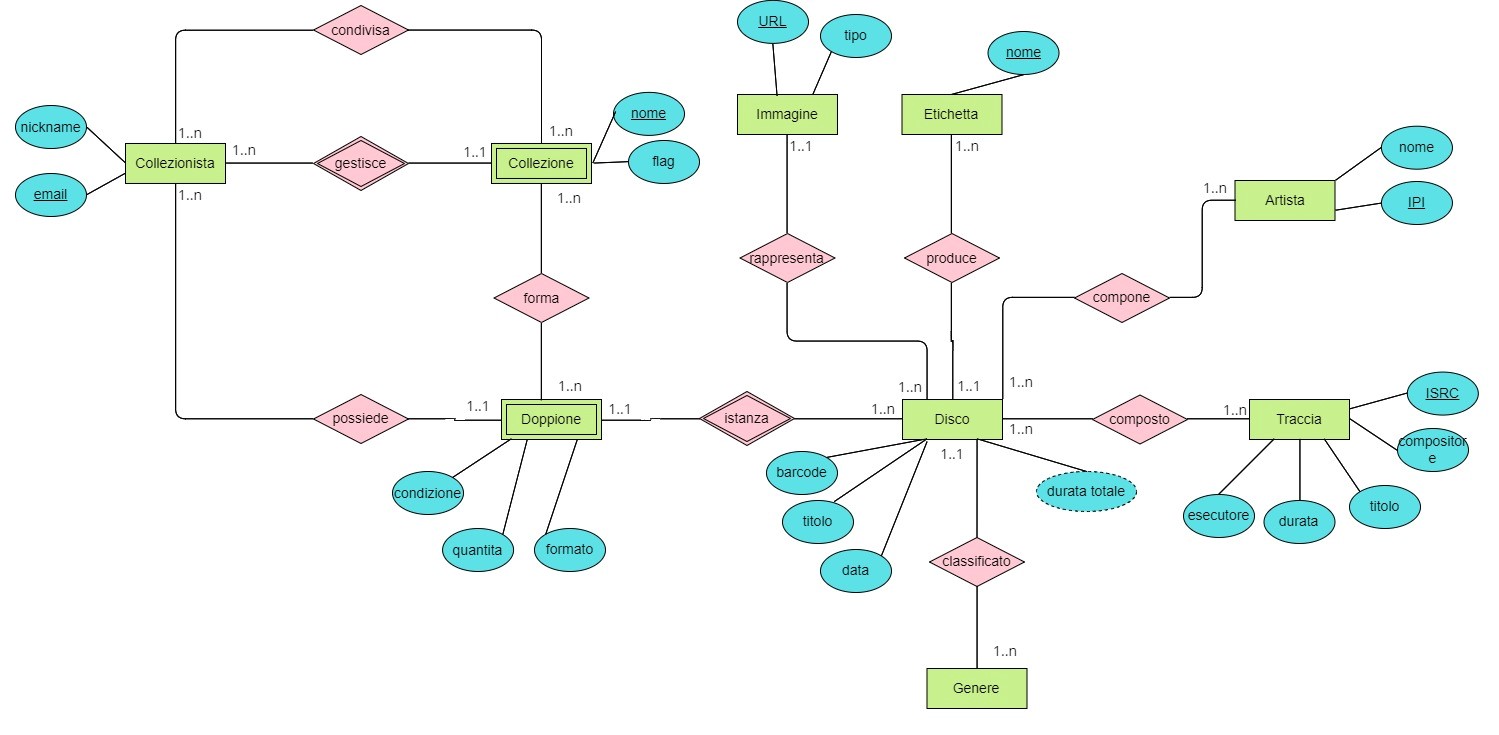 condivisa
URL
tipo
nome
nickname
email
Collezionista
1..n
1..n
1..n
gestisce
1..1
1..n
Collezione
1..n
nome
flag
Immagine
1..1
Etichetta
1..n
nome
Artista
1..n
IPI
rappresenta
produce
compone
forma
possiede
1..1
1..n
Doppione
1..1
istanza
1..n
1..n
1..1
1..n
Disco
1..n
1..1
composto
1..n
Traccia
ISRC
compositor
e
condizione
quantita
formato
barcode
titolo
data
durata totale
esecutore
durata
titolo
classificato
1..n
Genere